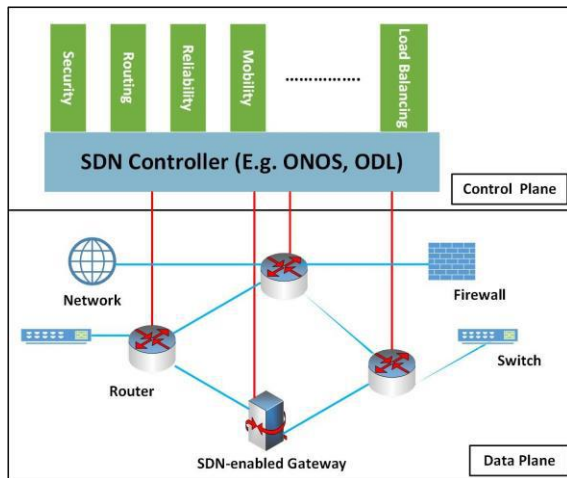 Security
Routing
Reliability
Mobility
................
Load Balancing
SDN Controller (E.g. ONOS, ODL)
Control Plane
Network
Firewall
Router
Switch
SDN-enabled Gateway
Data Plane